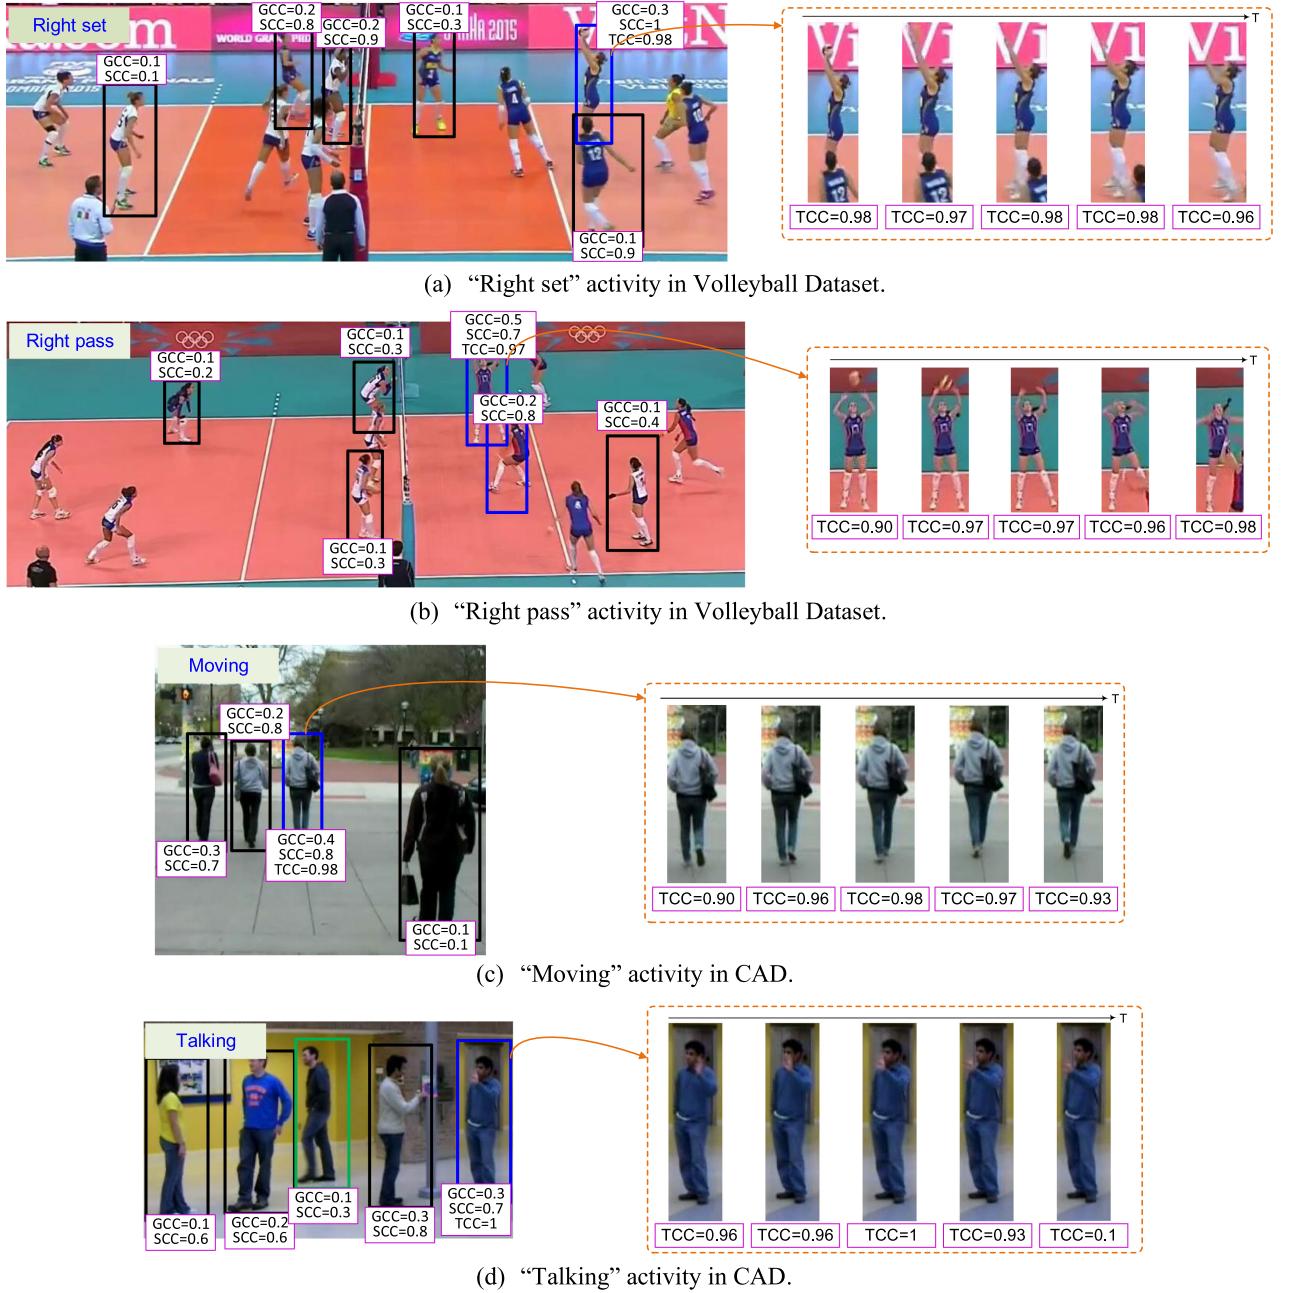 Right set
GCC=0.2
SCC=0.8
GCC=0.2
SCC=0.9
GCC=0.1
SCC=0.3
GCC=0.3
SCC=1
TCC=0.98
GCC=0.1
SCC=0.1
WORLD GRAND PRIX
OMAHA 2015
4
12
10
GCC=0.1
SCC=0.9
T
TCC=0.98
TCC=0.97
TCC=0.98
TCC=0.98
TCC=0.96
(a) “Right set” activity in Volleyball Dataset.
Right pass
GCC=0.1
SCC=0.2
GCC=0.1
SCC=0.3
GCC=0.5
SCC=0.7
TCC=0.97
GCC=0.2
SCC=0.8
GCC=0.1
SCC=0.4
GCC=0.1
SCC=0.3
T
TCC=0.90
TCC=0.97
TCC=0.97
TCC=0.96
TCC=0.98
(b) “Right pass” activity in Volleyball Dataset.
Moving
GCC=0.2
SCC=0.8
GCC=0.3
SCC=0.7
GCC=0.4
SCC=0.8
TCC=0.98
GCC=0.1
SCC=0.1
T
TCC=0.90
TCC=0.96
TCC=0.98
TCC=0.97
TCC=0.93
(c) “Moving” activity in CAD.
Talking
GCC=0.1
SCC=0.6
GCC=0.2
SCC=0.6
GCC=0.1
SCC=0.3
GCC=0.3
SCC=0.8
GCC=0.3
SCC=0.7
TCC=1
T
TCC=0.96
TCC=0.96
TCC=1
TCC=0.93
TCC=0.1
(d) “Talking” activity in CAD.